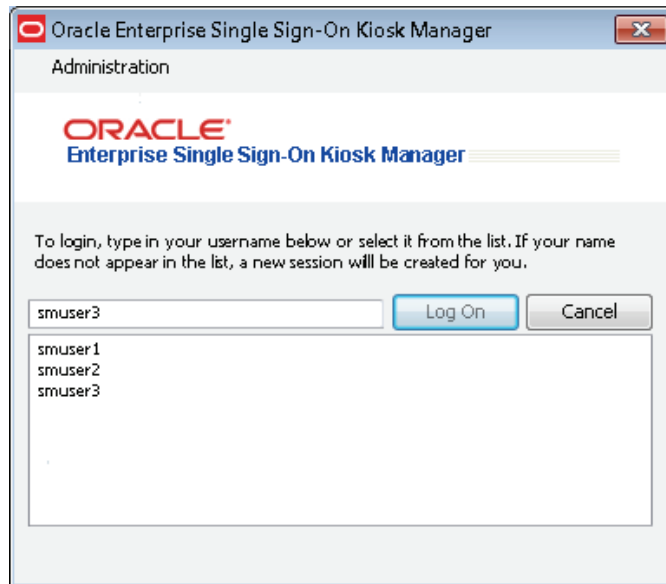 Oracle Enterprise Single Sign-On Kiosk Manager
Administration
ORACLE
Enterprise Single Sign-On Kiosk Manager
To login, type in your username below or select it from the list. If your name
does not appear in the list, a new session will be created for you.
smuser3
Log On
Cancel
smuser1
smuser2
smuser3